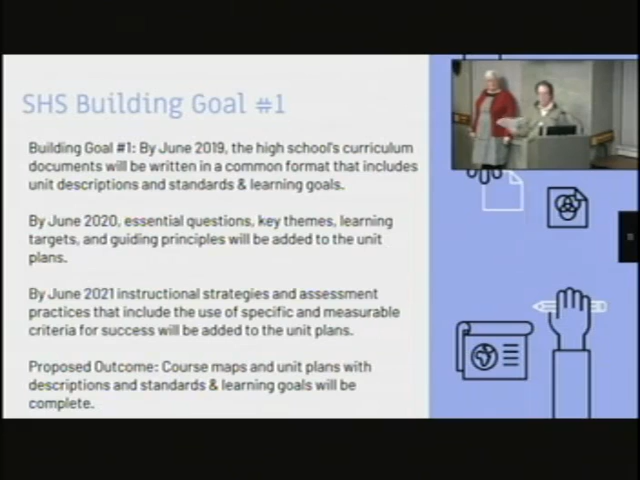 SHS Building Goal #1
Building Goal #1: By June 2019, the high school's curriculum
documents will be written in a common format that includes
unit descriptions and standards & learning goals.
By June 2020, essential questions, key themes, learning
targets, and guiding principles will be added to the unit
plans.
By June 2021 instructional strategies and assessment
practices that include the use of specific and measurable
criteria for success will be added to the unit plans.
Proposed Outcome: Course maps and unit plans with
descriptions and standards & learning goals will be
complete.